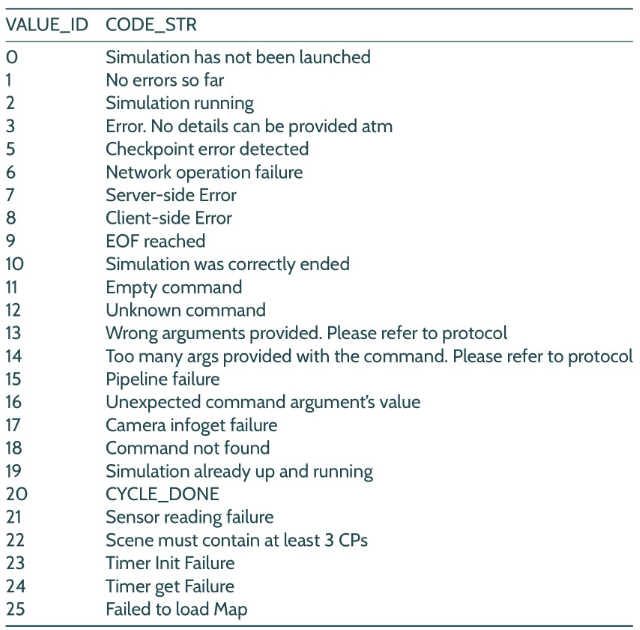 VALUE_ID CODE_STR
0 Simulation has not been launched
1 No errors so far
2 Simulation running
3 Error. No details can be provided atm
5 Checkpoint error detected
6 Network operation failure
7 Server-side Error
8 Client-side Error
9 EOF reached
10 Simulation was correctly ended
11 Empty command
12 Unknown command
13 Wrong arguments provided. Please refer to protocol
14 Too many args provided with the command. Please refer to protocol
15 Pipeline failure
16 Unexpected command argument's value
17 Camera infoget failure
18 Command not found
19 Simulation already up and running
20 CYCLE_DONE
21 Sensor reading failure
22 Scene must contain at least 3 CPs
23 Timer Init Failure
24 Timer get Failure
25 Failed to load Map